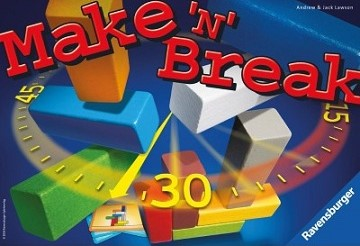 Andrew & Jack Lawson
Make 'N'
Break
45
15
30
Ravensburger